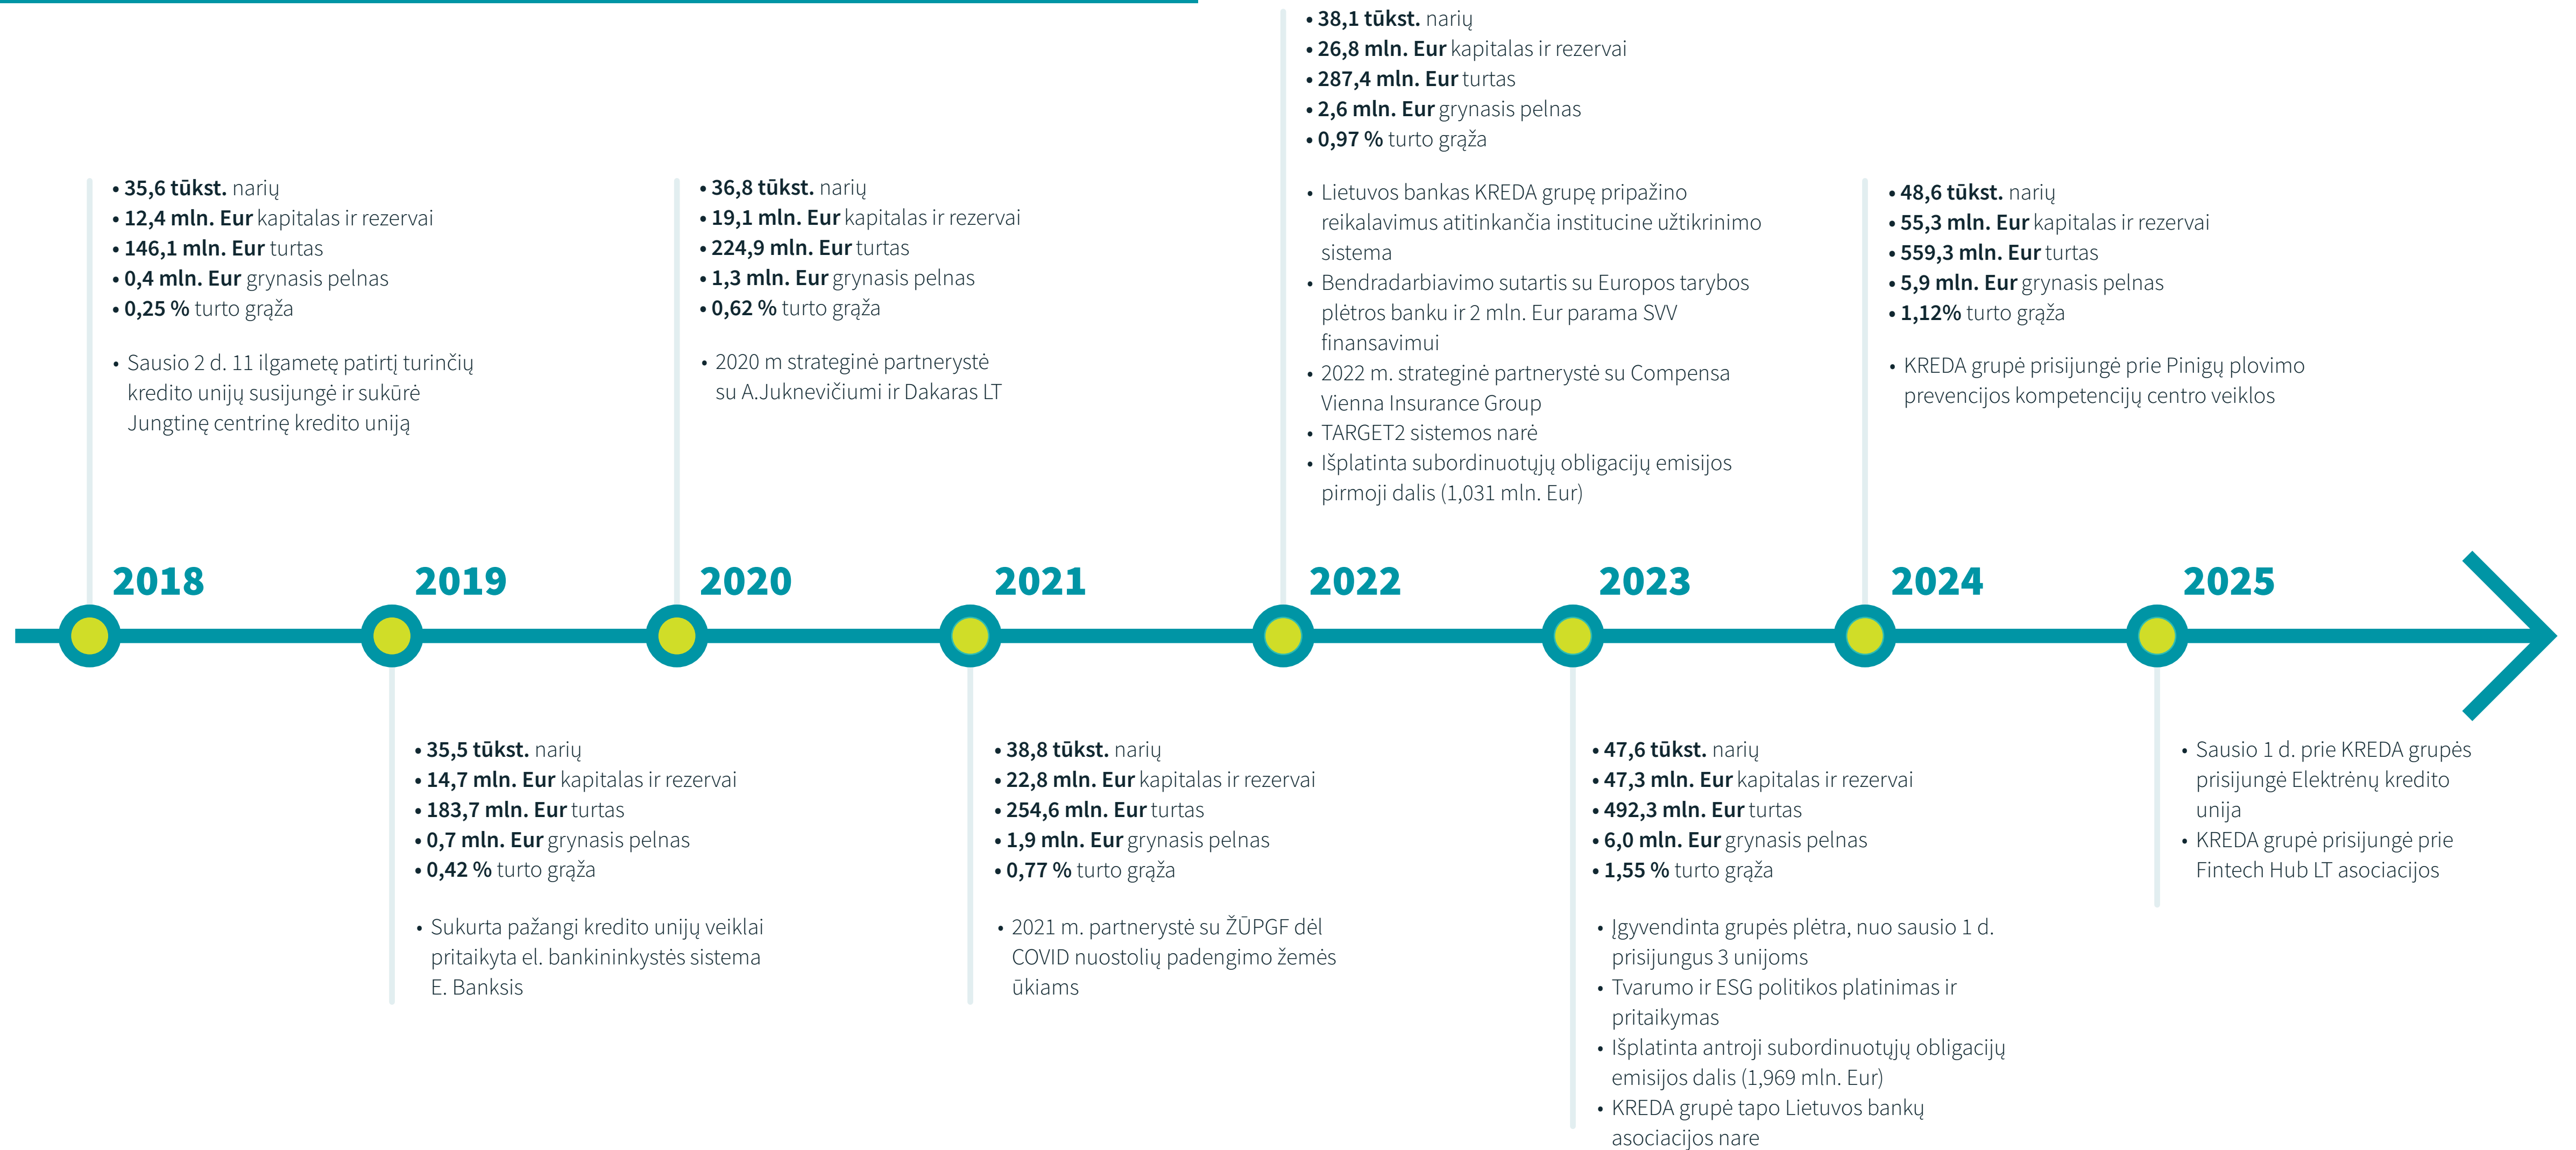 • 38,1 tūkst. narių
• 26,8 mln. Eur kapitalas ir rezervai
• 287,4 mln. Eur turtas
• 2,6 mln. Eur grynasis pelnas
• 0,97 % turto grąža
• Lietuvos bankas KREDA grupę pripažino
reikalavimus atitinkančia institucine užtikrinimo
sistema
• Bendradarbiavimo sutartis su Europos tarybos
plėtros banku ir 2 mln. Eur parama SVV
finansavimui
• 2022 m. strateginė partnerystė su Compensa
Vienna Insurance Group
• TARGET2 sistemos narė
• Išplatinta subordinuotųjų obligacijų emisijos
pirmoji dalis (1,031 mln. Eur)
• 35,6 tūkst. narių
• 12,4 mln. Eur kapitalas ir rezervai
• 146,1 mln. Eur turtas
• 0,4 mln. Eur grynasis pelnas
• 0,25 % turto grąža
• Sausio 2 d. 11 ilgametę patirtį turinčių
kredito unijų susijungė ir sukūrė
Jungtinę centrinę kredito uniją
• 36,8 tūkst. narių
• 19,1 mln. Eur kapitalas ir rezervai
• 224,9 mln. Eur turtas
• 1,3 mln. Eur grynasis pelnas
• 0,62 % turto grąža
• 2020 m strateginė partnerystė
su A.Juknevičiumi ir Dakaras LT
• 48,6 tūkst. narių
• 55,3 mln. Eur kapitalas ir rezervai
• 559,3 mln. Eur turtas
• 5,9 mln. Eur grynasis pelnas
• 1,12% turto grąža
• KREDA grupė prisijungė prie Pinigų plovimo
prevencijos kompetencijų centro veiklos
2018
2019
2020
2021
2022
2023
2024
2025
• 35,5 tūkst. narių
• 14,7 mln. Eur kapitalas ir rezervai
• 183,7 mln. Eur turtas
• 0,7 mln. Eur grynasis pelnas
• 0,42 % turto grąža
• Sukurta pažangi kredito unijų veiklai
pritaikyta el. bankininkystės sistema
E. Banksis
• 38,8 tūkst. narių
• 22,8 mln. Eur kapitalas ir rezervai
• 254,6 mln. Eur turtas
• 1,9 mln. Eur grynasis pelnas
• 0,77 % turto grąža
• 2021 m. partnerystė su ŽŪPGF dėl
COVID nuostolių padengimo žemės
ūkiams
• 47,6 tūkst. narių
• 47,3 mln. Eur kapitalas ir rezervai
• 492,3 mln. Eur turtas
• 6,0 mln. Eur grynasis pelnas
• 1,55 % turto grąža
• Įgyvendinta grupės plėtra, nuo sausio 1 d.
prisijungus 3 unijoms
• Tvarumo ir ESG politikos platinimas ir
pritaikymas
• Išplatinta antroji subordinuotųjų obligacijų
emisijos dalis (1,969 mln. Eur)
• KREDA grupė tapo Lietuvos bankų
asociacijos nare
• Sausio 1 d. prie KREDA grupės
prisijungė Elektrėnų kredito
unija
• KREDA grupė prisijungė prie
Fintech Hub LT asociacijos